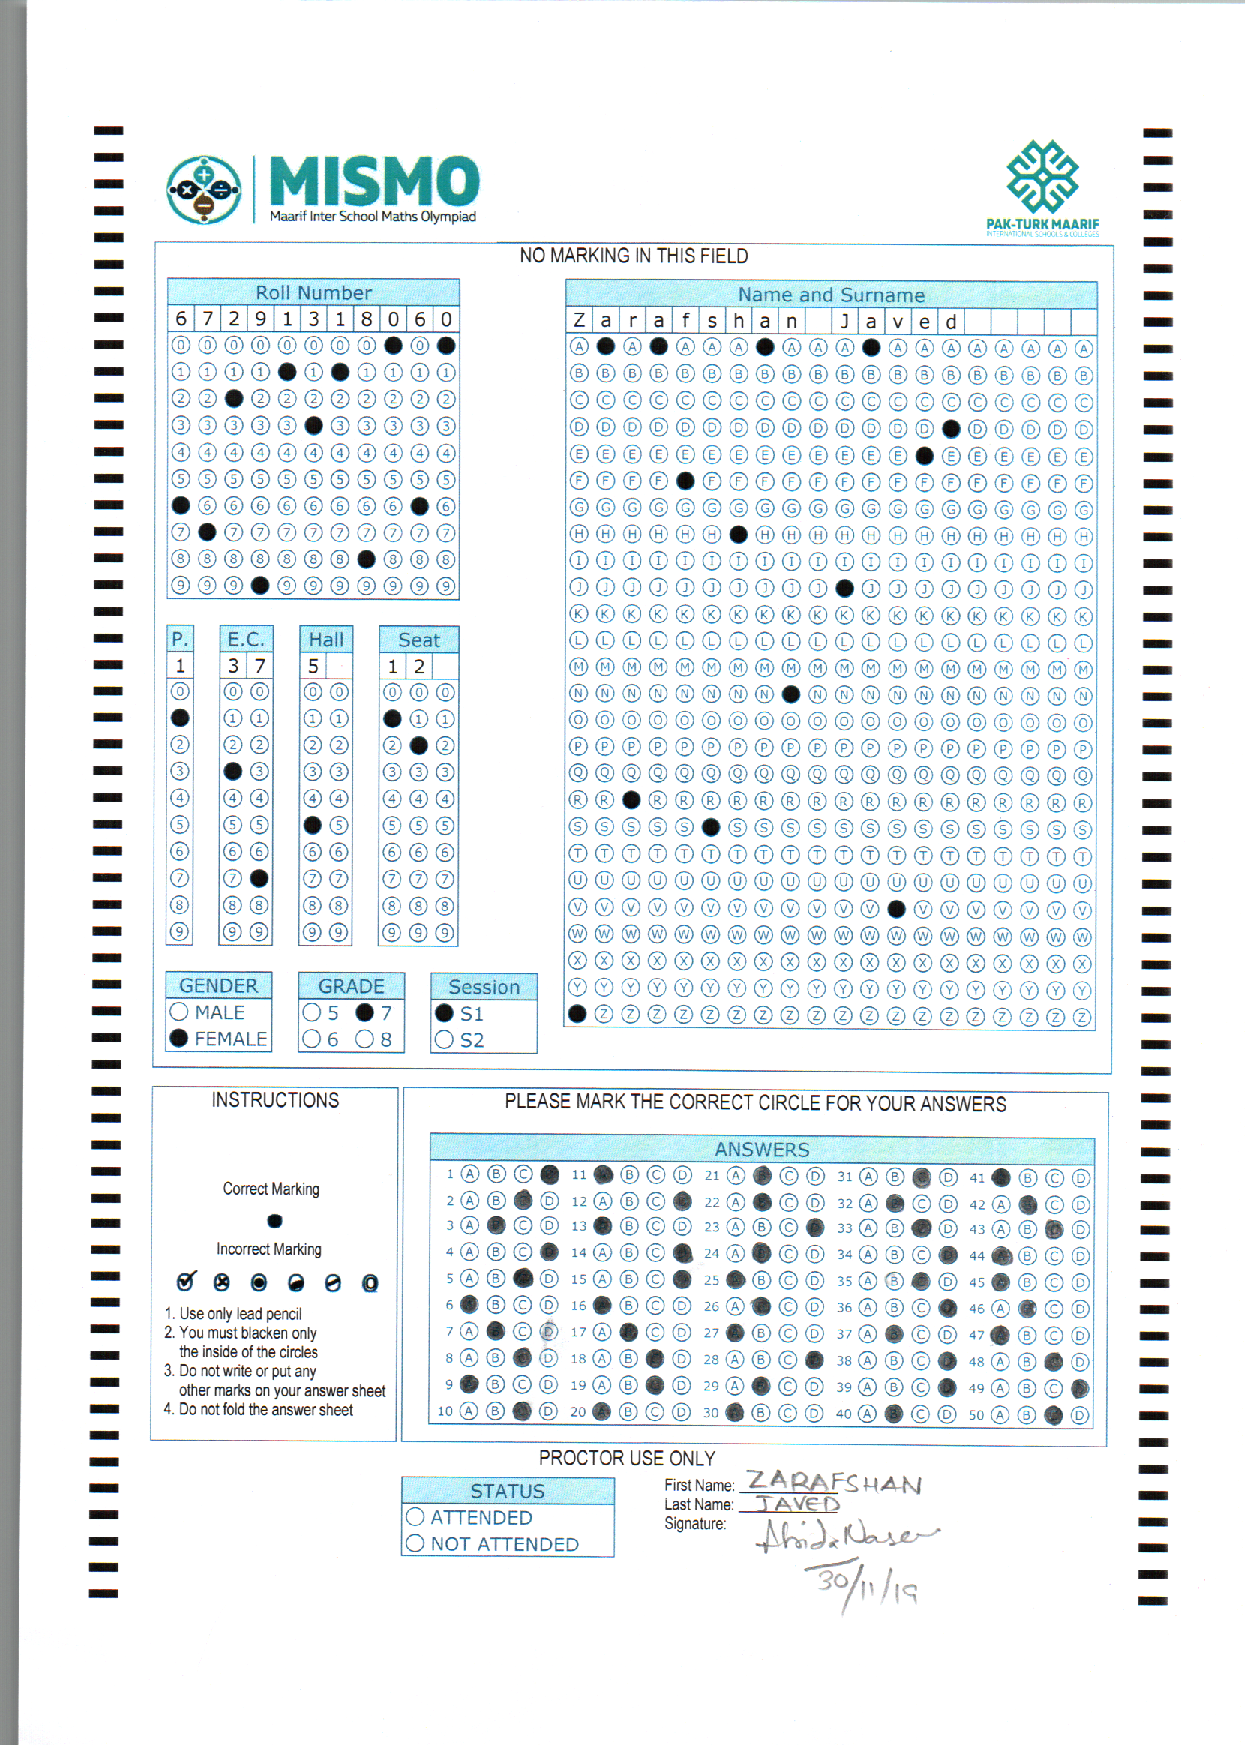 MISMO
Maarif Inter School Maths Olympiad
PAK-TURK MAARIF
INTERNATIONAL SCHOOLS & COLLEGES
NO MARKING IN THIS FIELD
Roll Number
6 7 2 9 1 3 1 8 0 6 0
Name and Surname
Z a r a f s h a n J a v e d
P. E.C. Hall Seat
1 3 7 5 1 2
GENDER GRADE Session
MALE 5 7 S1
FEMALE 6 8 S2
INSTRUCTIONS
Correct Marking
Incorrect Marking
1. Use only lead pencil
2. You must blacken only
the inside of the circles
3. Do not write or put any
other marks on your answer sheet
4. Do not fold the answer sheet
PLEASE MARK THE CORRECT CIRCLE FOR YOUR ANSWERS
ANSWERS
PROCTOR USE ONLY
STATUS
ATTENDED
NOT ATTENDED
First Name: ZARAFSHAN
Last Name: JAVED
Signature:
30/11/19